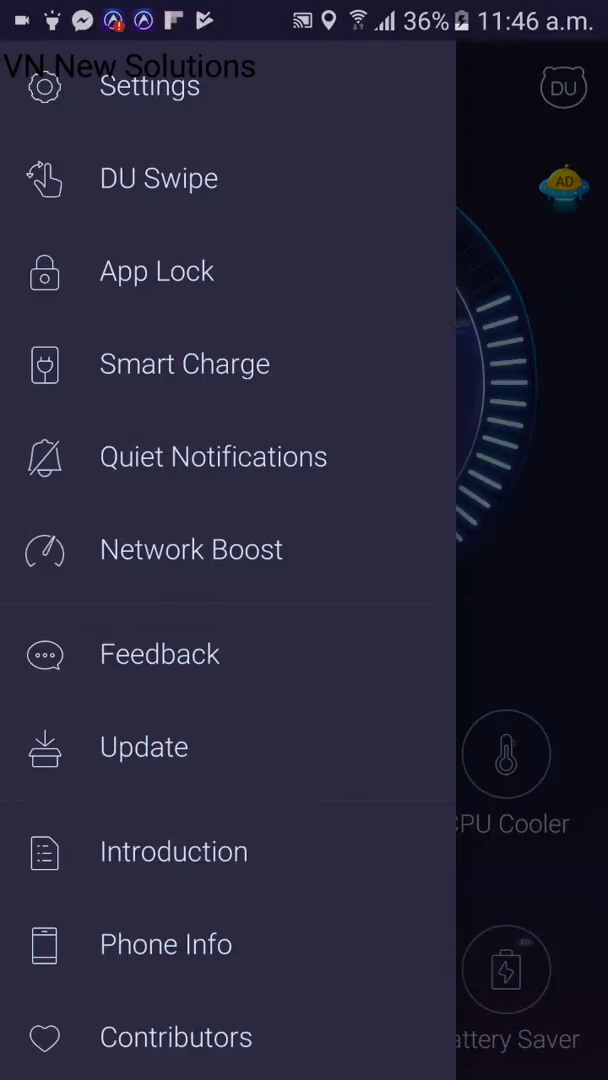 36% 11:46 a.m.
VN New Solutions
Settings
DU
AD
DU Swipe
App Lock
Smart Charge
Quiet Notifications
Network Boost
Feedback
Update
CPU Cooler
Introduction
Phone Info
AD
Contributors
attery Saver